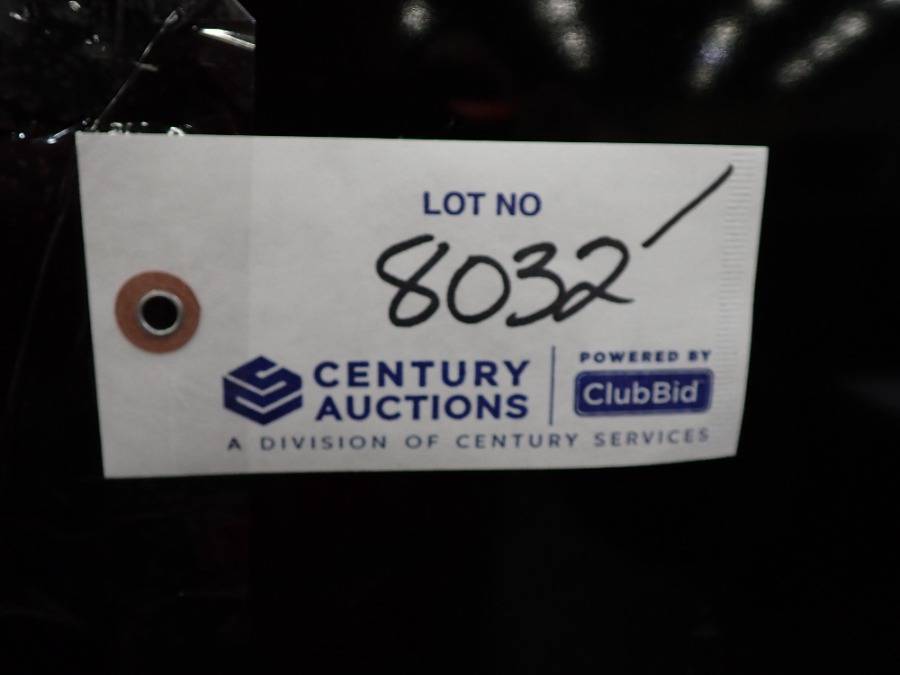 LOT NO
8032
CENTURY
AUCTIONS
POWERED BY
ClubBid
A DIVISION OF CENTURY SERVICES